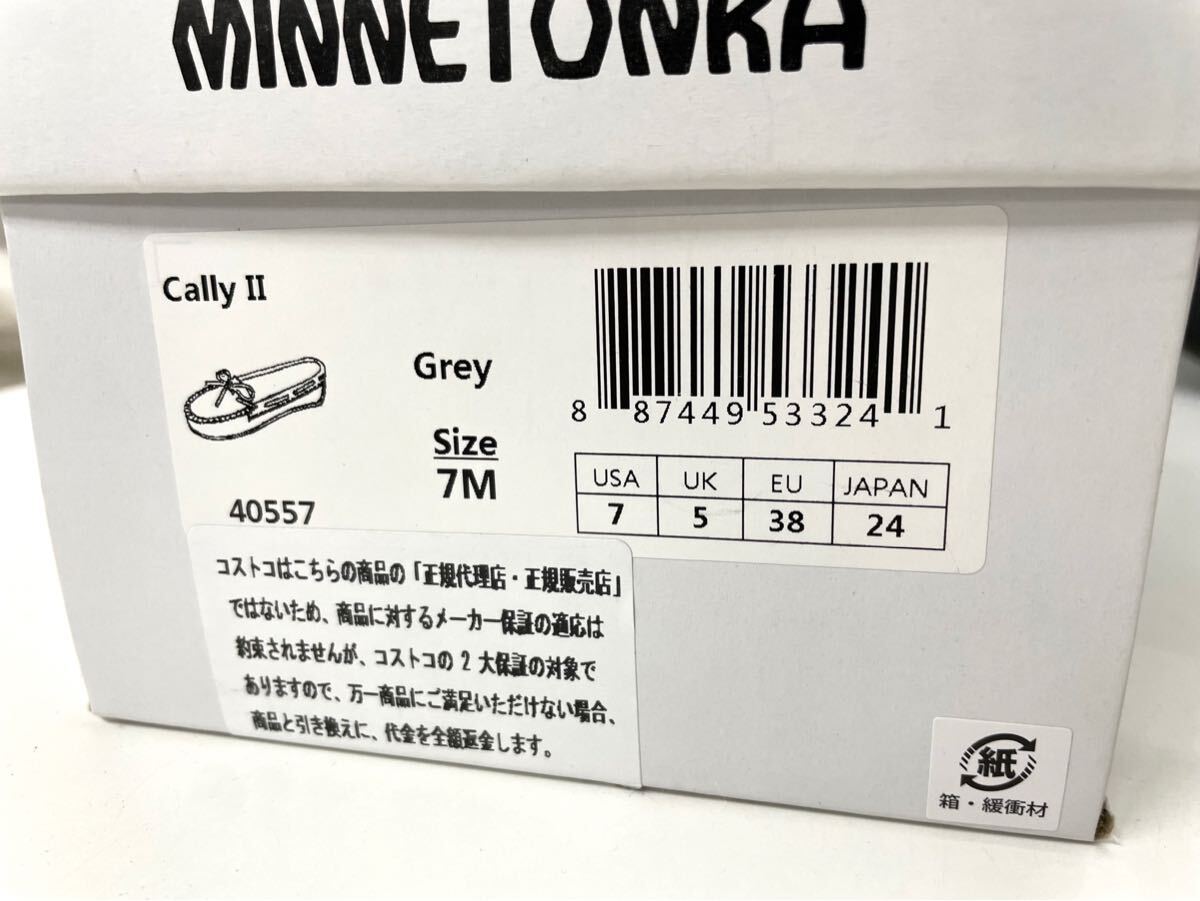 MINNETONKA
Cally II
Grey
Size
7M
40557
8 87449 53324 1
USA UK EU JAPAN
7 5 38 24
コストコはこちらの商品の「正規代理店・正規販売店」
ではないため、商品に対するメーカー保証の適応は
約束されませんが、コストコの 2 大保証の対象で
ありますので、万一商品にご満足いただけない場合、
商品と引き換えに、代金を全額返金します。
紙
箱・緩衝材